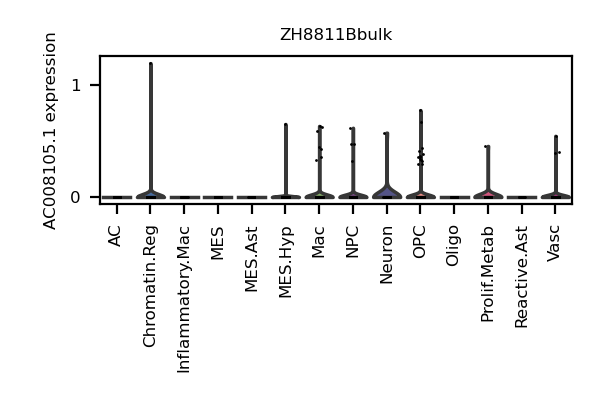 ZH8811Bbulk
AC008105.1 expression
1
0
AC
Chromatin.Reg
Inflammatory.Mac
MES
MES.Ast
MES.Hyp
Mac
NPC
Neuron
OPC
Oligo
Prolif.Metab
Reactive.Ast
Vasc